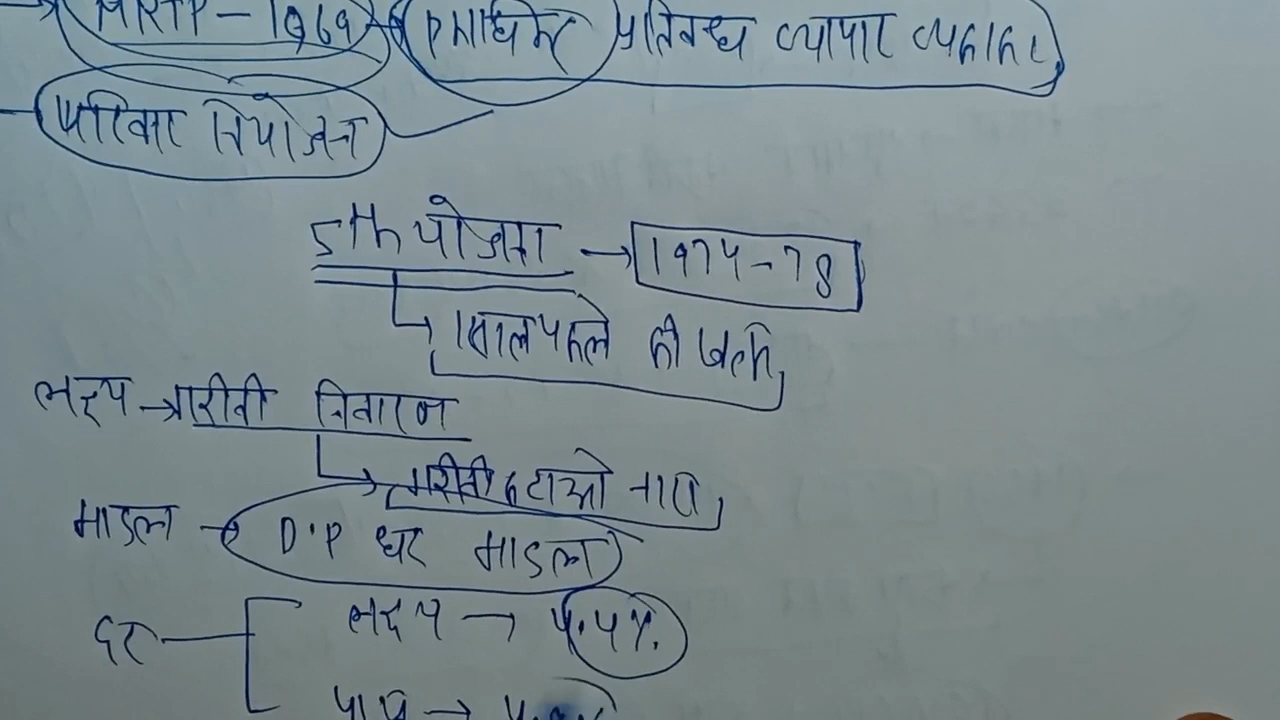 MRTP - 1969 → एकाधिकार प्रतिबन्ध व्यापार व्यवहार
परिवार नियोजन
5th योजना → 1974-78
1 साल पहले की खत्म
लक्ष्य → गरीबी निवारण
→ गरीबी हटाओ नारा
माडल → D.P धर माडल
दर
लक्ष्य → 4.4%
प्राप्त →